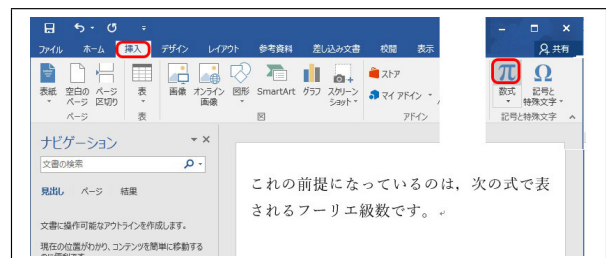 ファイル ホーム 挿入 デザイン レイアウト 参考資料 差し込み文書 校閲 表示 共有
表紙 空白の ページ 表 画像 オンライン 図形 SmartArt グラフ スクリーン ストア 数式 記号と
ページ 区切り 画像 ショット マイ アドイン 特殊文字
ページ 表 図 アドイン 記号と特殊文字
ナビゲーション
文書の検索
見出し ページ 結果
これの前提になっているのは，次の式で表
されるフーリエ級数です。
文書に操作可能なアウトラインを作成します。
現在の位置がわかり、コンテンツを簡単に移動する